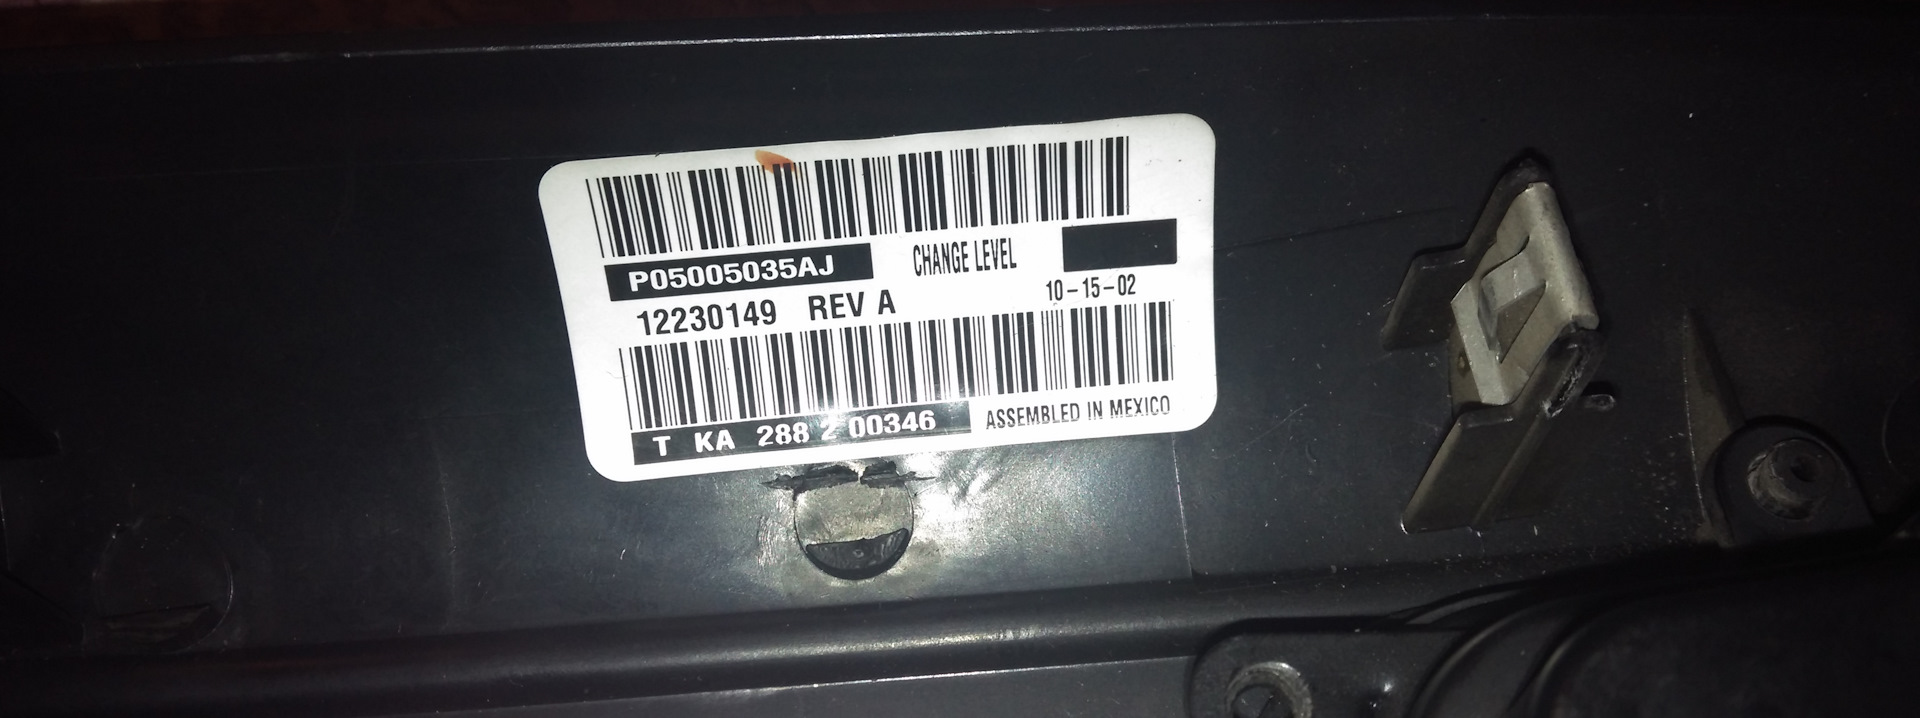 P05005035AJ CHANGE LEVEL
12230149 REV A 10-15-02
T KA 288 2 00346 ASSEMBLED IN MEXICO